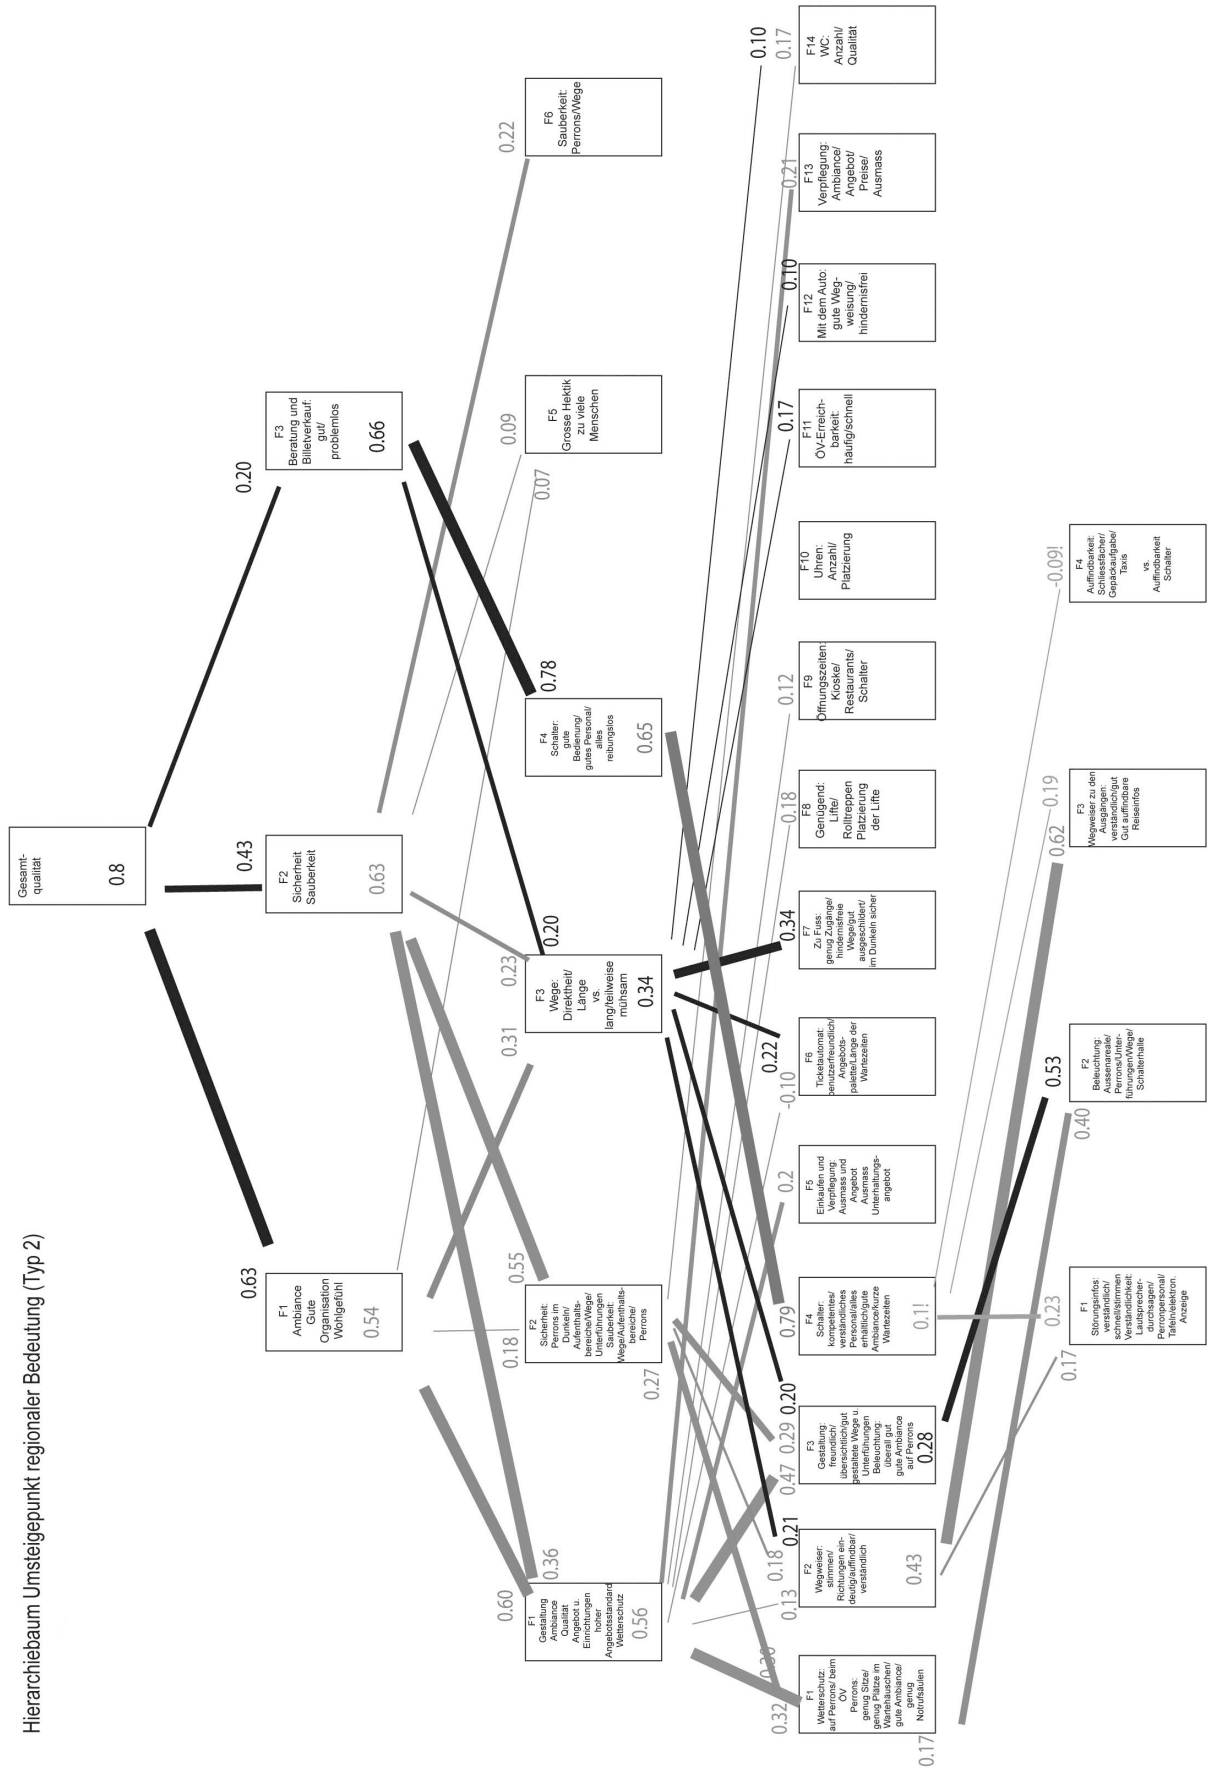 Hierarchiebaum Umsteigepunkt regionaler Bedeutung (Typ 2)
Gesamt-
qualität
0.8
0.63
0.43
0.20
F1
Ambiance
Gute
Organisation
Wohlgefühl
0.54
F2
Sicherheit
Sauberkeit
0.63
F3
Beratung und
Billetverkauf:
gut/
problemlos
0.66
0.60
0.36
0.18
0.55
0.31
0.23
0.20
0.78
0.07
0.09
0.22
F1
Gestaltung
Ambiance
Qualität
Angebot u.
Einrichtungen
hoher
Angebotsstandard
Wetterschutz
0.56
F2
Sicherheit:
Perrons im
Dunkeln/
Aufenthalts-
bereiche/Wege/
Unterführungen
Sauberkeit:
Wege/Aufenthalts-
bereiche/
Perrons
0.27
F3
Wege:
Direktheit/
Länge
vs.
lang/teilweise
mühsam
0.34
F4
Schalter:
gute
Bedienung/
gutes Personal/
alles
reibungslos
0.65
F5
Grosse Hektik
zu viele
Menschen
F6
Sauberkeit:
Perrons/Wege
0.32
0.30
0.13
0.18
0.21
0.47
0.29
0.20
0.79
0.2
-0.10
0.22
0.34
0.18
0.12
0.17
0.10
0.21
0.17
0.10
F1
Wetterschutz:
auf Perrons/ beim
ÖV
Perrons:
genug Sitze/
genug Plätze im
Wartehäuschen/
gute Ambiance/
genug
Notrufsäulen
0.17
F2
Wegweiser:
stimmen/
Richtungen ein-
deutig/auffindbar/
verständlich
0.43
F3
Gestaltung:
freundlich/
übersichtlich/gut
gestaltete Wege u.
Unterfühungen
Beleuchtung:
überall gut
gute Ambiance
auf Perrons
0.28
F4
Schalter:
kompetentes/
verständliches
Personal/alles
erhältlich/gute
Ambiance/kurze
Wartezeiten
0.1!
F5
Einkaufen und
Verpflegung:
Ausmass und
Angebot
Ausmass
Unterhaltungs-
angebot
F6
Ticketautomat:
benutzerfreundlich/
Angebots-
palette/Länge der
Wartezeiten
F7
Zu Fuss:
genug Zugänge/
hindernisfreie
Wege/gut
ausgeschildert/
im Dunkeln sicher
F8
Genügend:
Lifte/
Rolltreppen
Platzierung
der Lifte
F9
Öffnungszeiten:
Kioske/
Restaurants/
Schalter
F10
Uhren:
Anzahl/
Platzierung
F11
ÖV-Erreich-
barkeit:
häufig/schnell
F12
Mit dem Auto:
gute Weg-
weisung/
hindernisfrei
F13
Verpflegung:
Ambiance/
Angebot/
Preise/
Ausmass
F14
WC:
Anzahl/
Qualität
0.17
0.23
0.40
0.53
0.62
0.19
-0.09!
F1
Störungsinfos:
verständlich/
schnell/stimmen
Verständlichkeit:
Lautsprecher-
durchsagen/
Perronpersonal/
Tafeln/elektron.
Anzeige
F2
Beleuchtung:
Aussenareale/
Perrons/Unter-
führungen/Wege/
Schalterhalle
F3
Wegweiser zu den
Ausgängen:
verständlich/gut
Gut auffindbare
Reiseinfos
F4
Auffindbarkeit:
Schliessfächer/
Gepäckaufgabe/
Taxis
vs.
Auffindbarkeit
Schalter